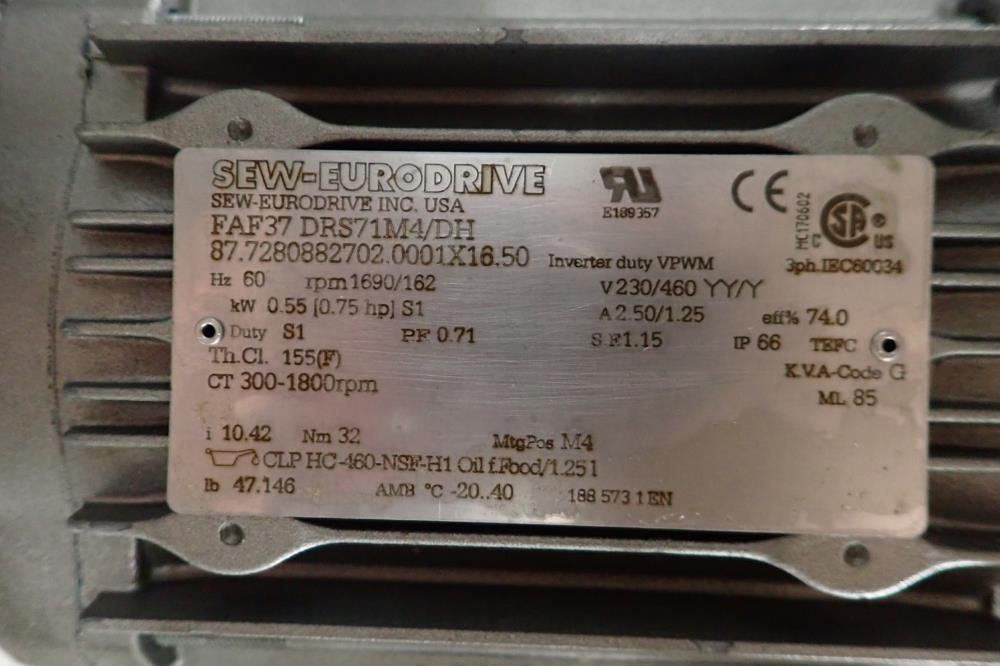 SEW-EURODRIVE
SEW-EURODRIVE INC. USA
E189357
FAF37 DRS71M4/DH
87.7280882702.0001X16.50 Inverter duty VPWM
MC170602
C US
3ph.IEC60034
Hz 60 rpm 1690/162 V 230/460 YY/Y
kW 0.55 [0.75 hp] S1 A 2.50/1.25 eff% 74.0
Duty S1 PF 0.71 S F1.15 IP 66 TEFC
Th.Cl. 155(F) K.V.A-Code G
CT 300-1800rpm ML 85
i 10.42 Nm 32 MtgPos M4
CLP HC-460-NSF-H1 Oil f.Food/1.25 l
lb 47.146 AMB °C -20..40 188 573 1 EN